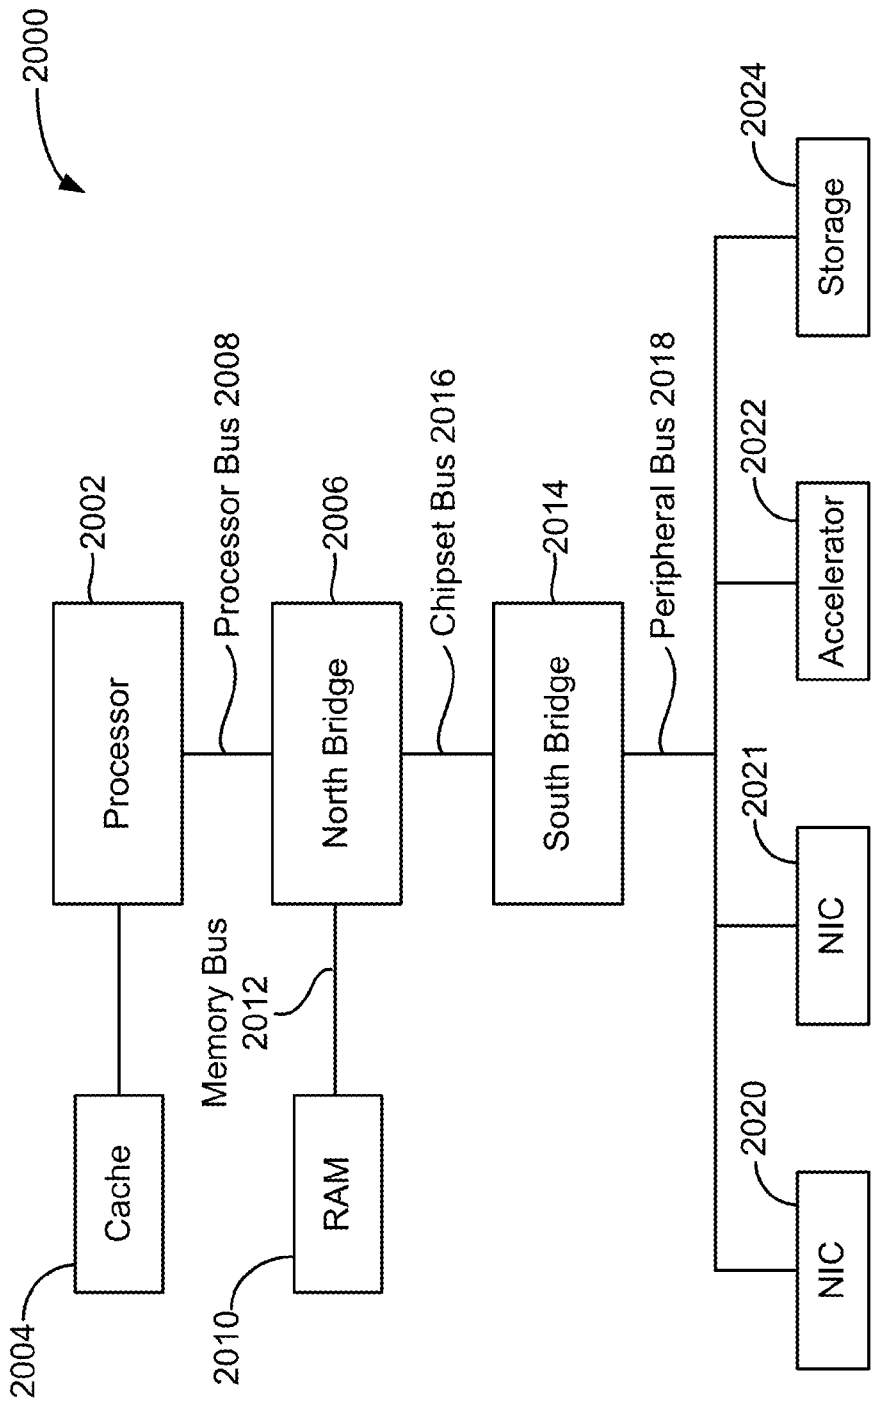 2000
2004
2002
Cache
Processor
2010
Memory Bus
2012
Processor Bus 2008
RAM
North Bridge
2006
Chipset Bus 2016
South Bridge
2014
Peripheral Bus 2018
2020
2021
2022
2024
NIC
NIC
Accelerator
Storage